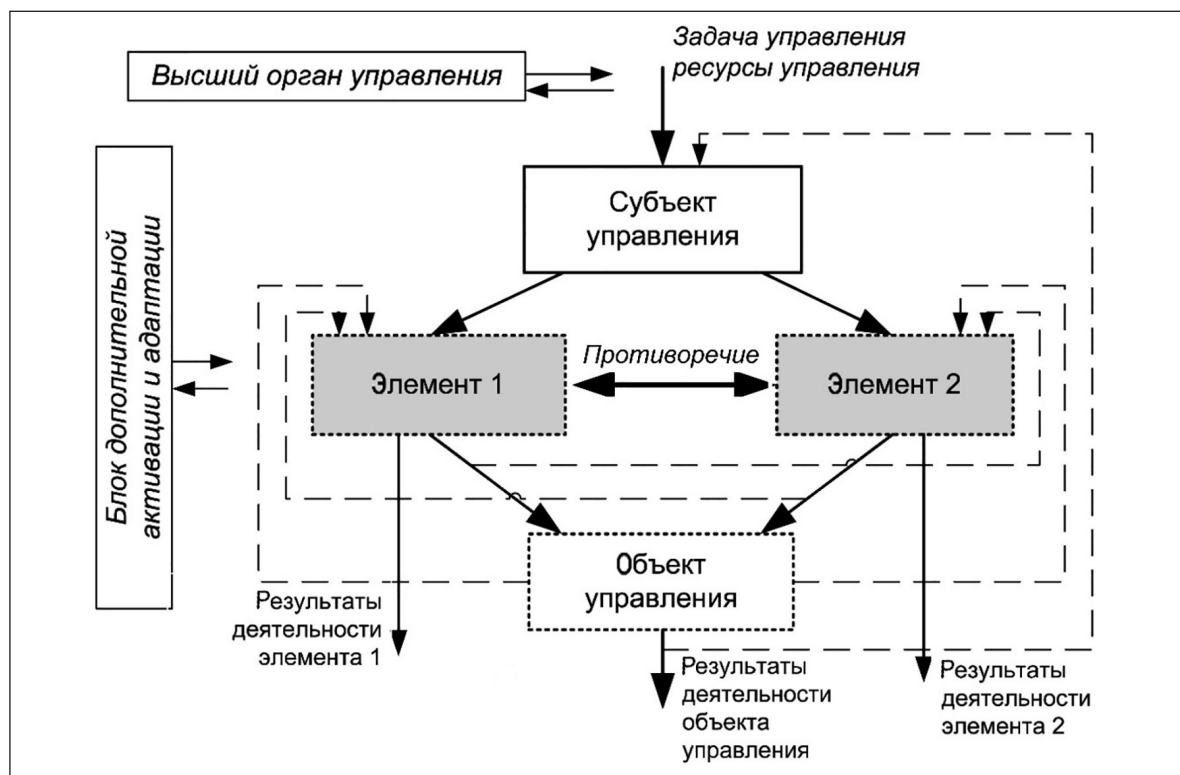 Задача управления
ресурсы управления
Высший орган управления
Блок дополнительной
активации и адаптации
Субъект
управления
Противоречие
Элемент 1
Элемент 2
Объект
управления
Результаты
деятельности
элемента 1
Результаты
деятельности
объекта
управления
Результаты
деятельности
элемента 2